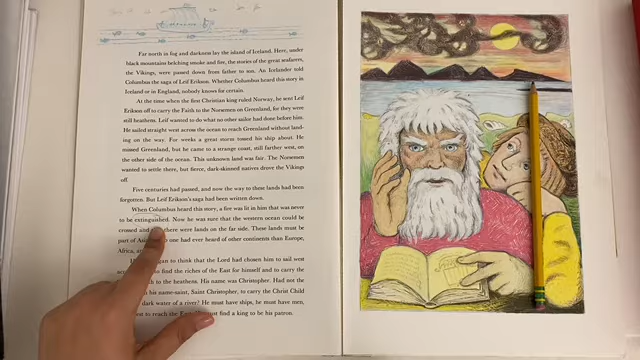 Far north in fog and darkness lay the island of Iceland. Here, under
black mountains belching smoke and fire, the stories of the great seafarers,
the Vikings, were passed down from father to son. An Icelander told
Columbus the saga of Leif Erikson. Whether Columbus heard this story in
Iceland or in England, nobody knows for certain.
At the time when the first Christian king ruled Norway, he sent Leif
Erikson off to carry the Faith to the Norsemen on Greenland, for they were
still heathens. Leif wanted to do what no other sailor had done before him.
He sailed straight west across the ocean to reach Greenland without land-
ing on the way. For weeks a great storm tossed his ship about. He
missed Greenland, but he came to a strange coast, still farther west, on
the other side of the ocean. This unknown land was fair. The Norsemen
wanted to settle there, but fierce, dark-skinned natives drove the Vikings
off.
Five centuries had passed, and now the way to these lands had been
forgotten. But Leif Erikson's saga had been written down.
When Columbus heard this story, a fire was lit in him that was never
to be extinguished. Now he was sure that the western ocean could be
crossed and there were lands on the far side. These lands must be
part of one had ever heard of other continents than Europe,
Africa,
to think that the Lord had chosen him to sail west
to find the riches of the East for himself and to carry the
to the heathens. His name was Christopher. Had not the
his name-saint, Saint Christopher, to carry the Christ Child
dark water of a river? He must have ships, he must have men,
to reach the find a king to be his patron.